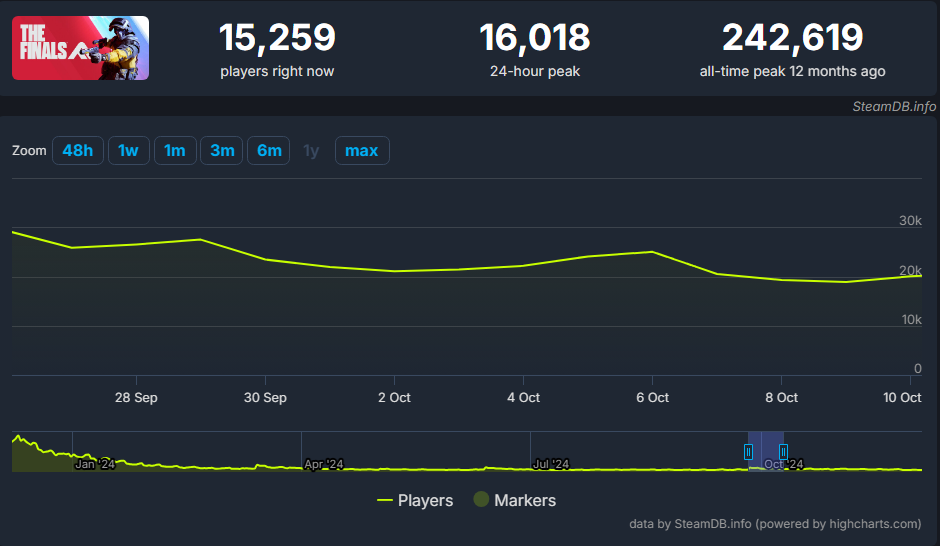 THE FINALS
15,259
players right now
16,018
24-hour peak
242,619
all-time peak 12 months ago
SteamDB.info
Zoom 48h 1w 1m 3m 6m 1y max
30k
20k
10k
0
28 Sep 30 Sep 2 Oct 4 Oct 6 Oct 8 Oct 10 Oct
Jan '24 Apr '24 Jul '24 Oct '24
Players Markers
data by SteamDB.info (powered by highcharts.com)